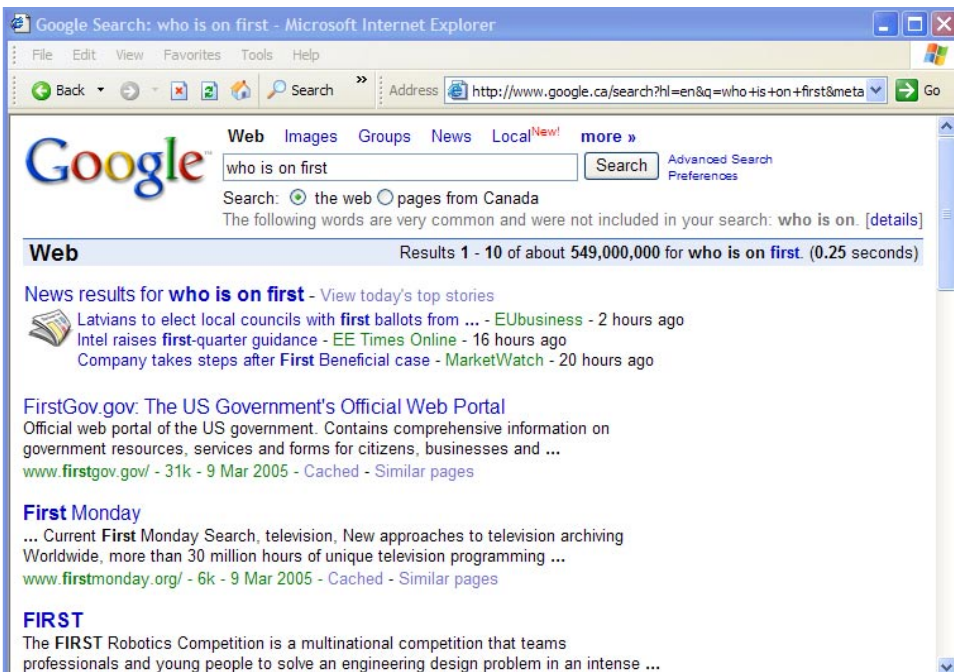 Google Search: who is on first - Microsoft Internet Explorer
File Edit View Favorites Tools Help
Back Search » Address http://www.google.ca/search?hl=en&q=who+is+on+first&meta Go
Google™ Web Images Groups News Local New! more »
who is on first Search Advanced Search
Preferences
Search: the web pages from Canada
The following words are very common and were not included in your search: who is on. [details]
Web Results 1 - 10 of about 549,000,000 for who is on first. (0.25 seconds)
News results for who is on first - View today's top stories
Latvians to elect local councils with first ballots from ... - EUbusiness - 2 hours ago
Intel raises first-quarter guidance - EE Times Online - 16 hours ago
Company takes steps after First Beneficial case - MarketWatch - 20 hours ago
FirstGov.gov: The US Government's Official Web Portal
Official web portal of the US government. Contains comprehensive information on
government resources, services and forms for citizens, businesses and ...
www.firstgov.gov/ - 31k - 9 Mar 2005 - Cached - Similar pages
First Monday
... Current First Monday Search, television, New approaches to television archiving
Worldwide, more than 30 million hours of unique television programming ...
www.firstmonday.org/ - 6k - 9 Mar 2005 - Cached - Similar pages
FIRST
The FIRST Robotics Competition is a multinational competition that teams
professionals and young people to solve an engineering design problem in an intense ...